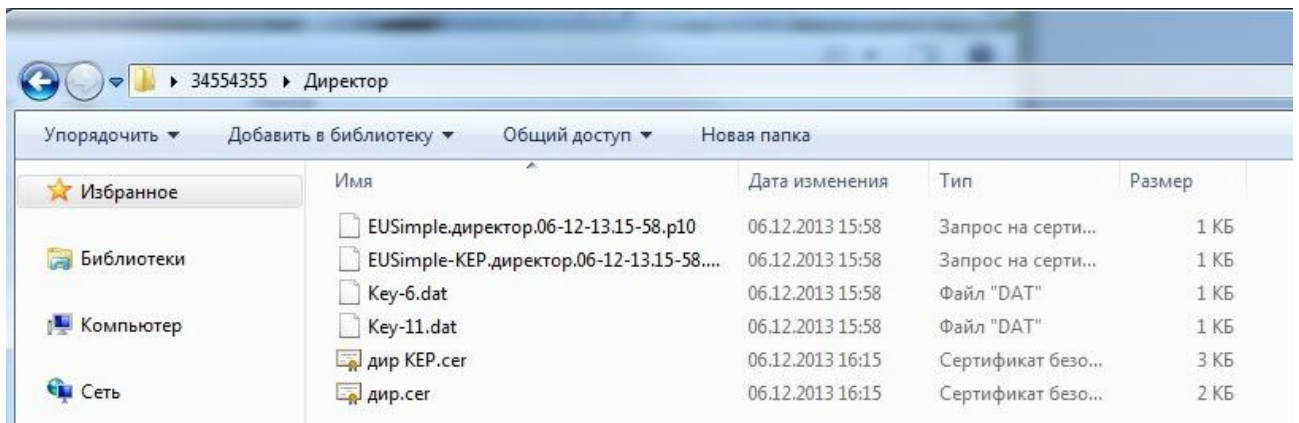 34554355 ▸ Директор
Упорядочить Добавить в библиотеку Общий доступ Новая папка
Избранное
Библиотеки
Компьютер
Сеть
Имя Дата изменения Тип Размер
EUSimple.директор.06-12-13.15-58.p10 06.12.2013 15:58 Запрос на серти... 1 КБ
EUSimple-KEP.директор.06-12-13.15-58.... 06.12.2013 15:58 Запрос на серти... 1 КБ
Key-6.dat 06.12.2013 15:58 Файл "DAT" 1 КБ
Key-11.dat 06.12.2013 15:58 Файл "DAT" 1 КБ
дир KEP.cer 06.12.2013 16:15 Сертификат безо... 3 КБ
дир.cer 06.12.2013 16:15 Сертификат безо... 2 КБ